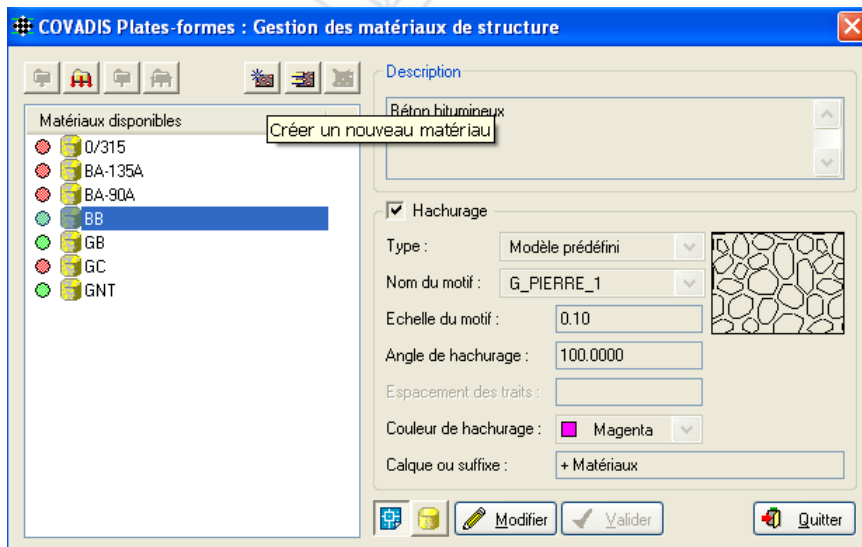 COVADIS Plates-formes : Gestion des matériaux de structure
Description
Matériaux disponibles
Béton bitumineux
Créer un nouveau matériau
0/315
BA-135A
BA-90A
BB
GB
GC
GNT
Hachurage
Type : Modèle prédéfini
Nom du motif : G_PIERRE_1
Echelle du motif : 0.10
Angle de hachurage : 100.0000
Espacement des traits :
Couleur de hachurage : Magenta
Calque ou suffixe : + Matériaux
Modifier Valider Quitter